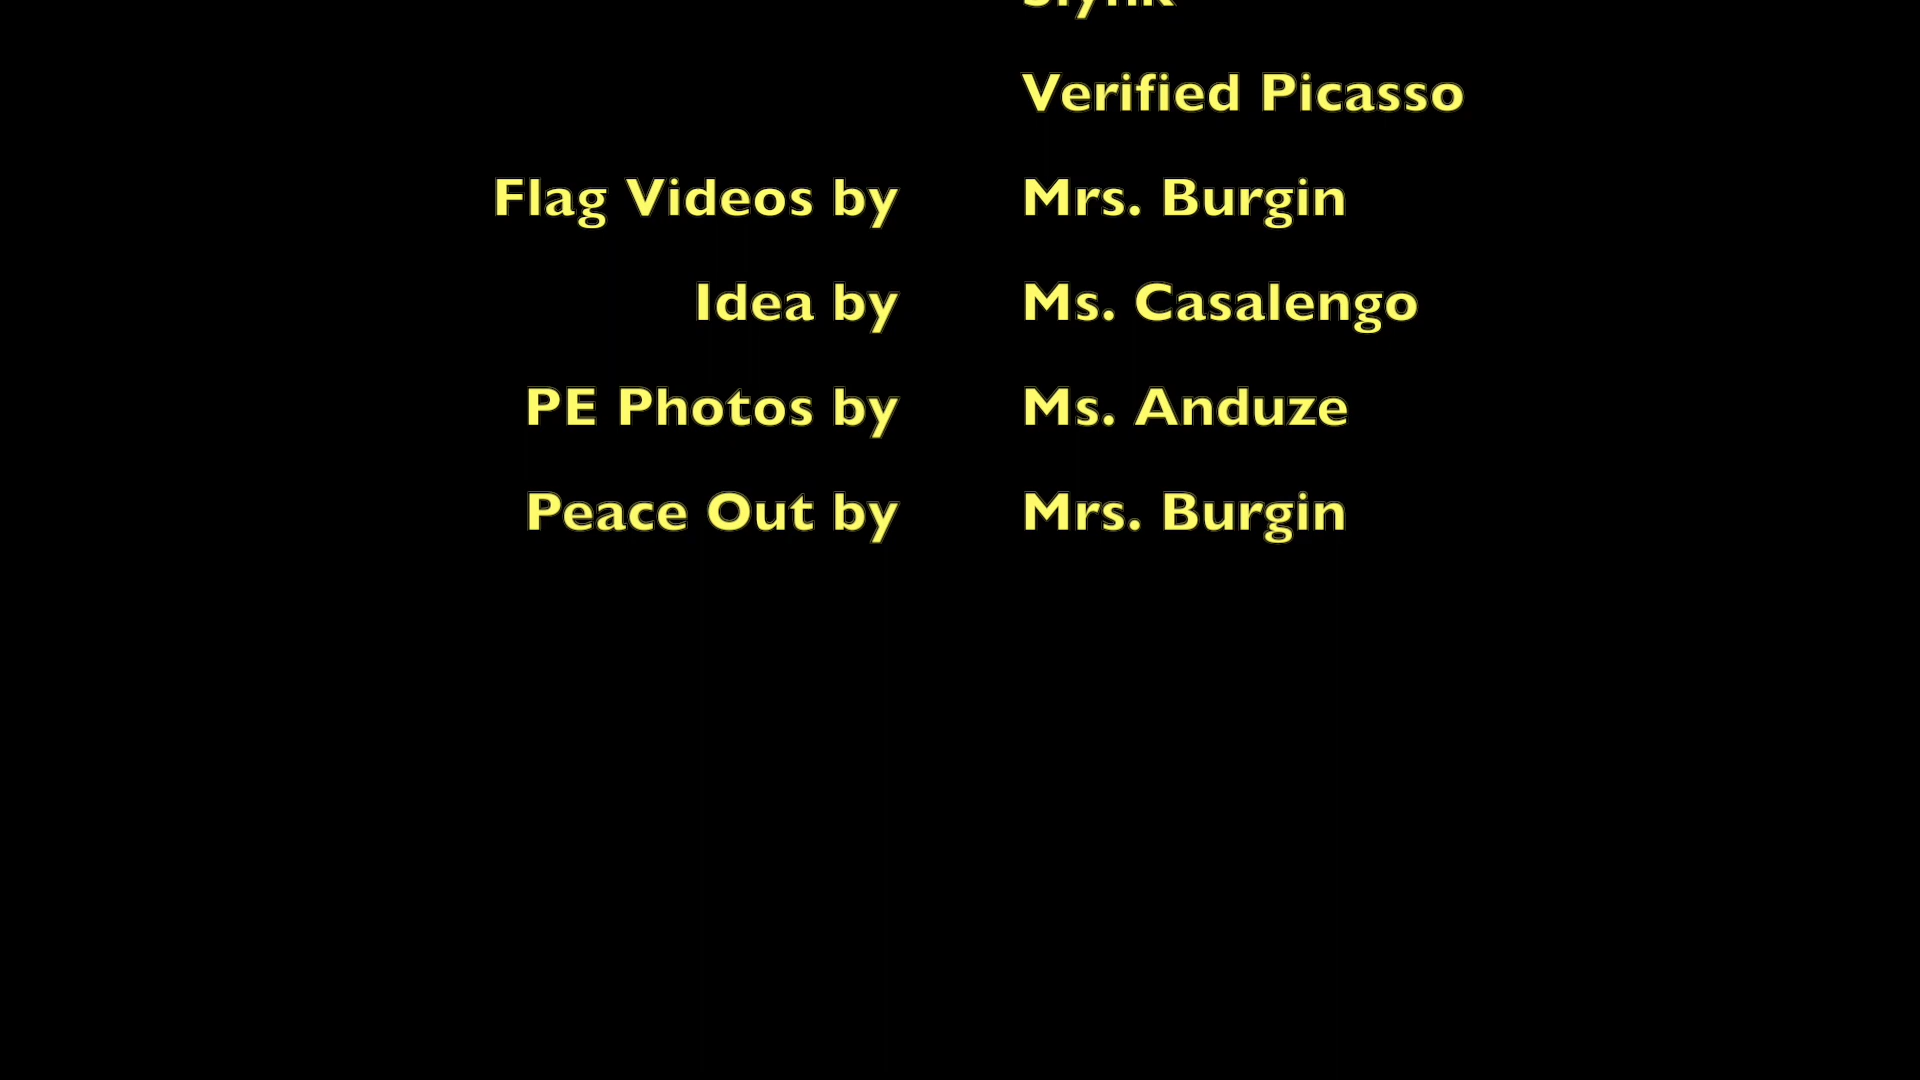 Verified Picasso
Flag Videos by Mrs. Burgin
Idea by Ms. Casalengo
PE Photos by Ms. Anduze
Peace Out by Mrs. Burgin